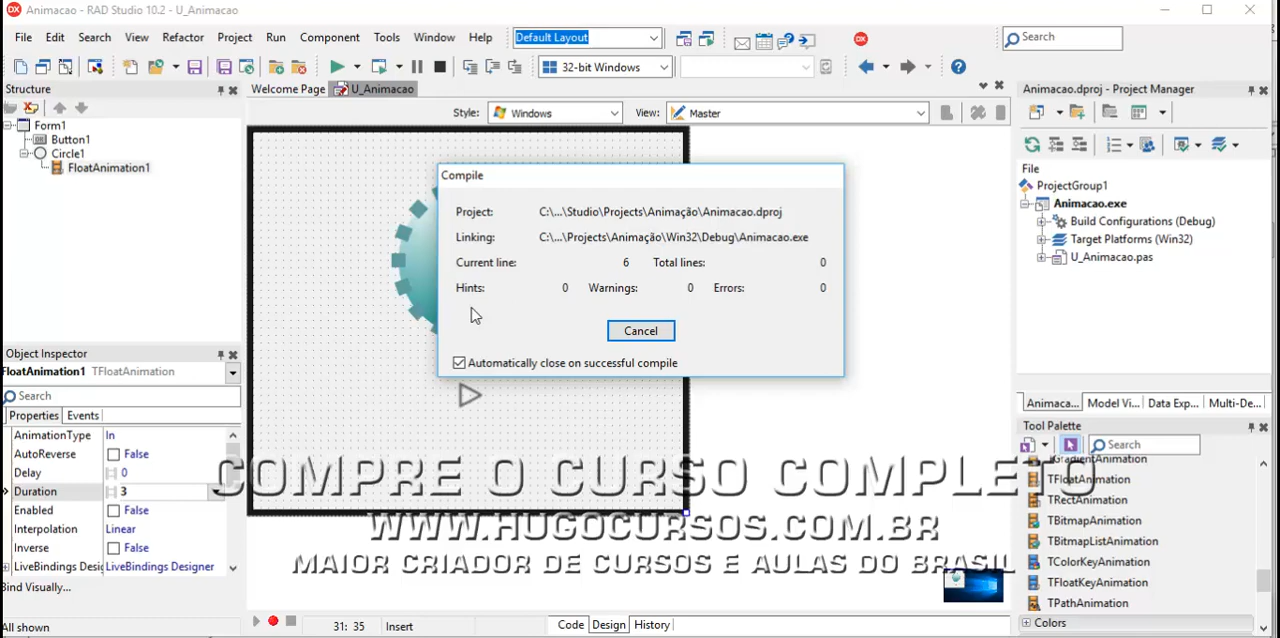 Animacao - RAD Studio 10.2 - U_Animacao
File Edit Search View Refactor Project Run Component Tools Window Help
Default Layout
Search
32-bit Windows
Structure
Form1
Button1
Circle1
FloatAnimation1
Welcome Page
U_Animacao
Style: Windows View: Master
Compile
Project: C:\...\Studio\Projects\Animação\Animacao.dproj
Linking: C:\...\Projects\Animação\Win32\Debug\Animacao.exe
Current line: 6 Total lines: 0
Hints: 0 Warnings: 0 Errors: 0
Cancel
Automatically close on successful compile
Object Inspector
FloatAnimation1 TFloatAnimation
Search
Properties Events
AnimationType In
AutoReverse False
Delay 0
Duration 3
Enabled False
Interpolation Linear
Inverse False
LiveBindings Desig LiveBindings Designer
Bind Visually...
All shown
COMPRE O CURSO COMPLETO
WWW.HUGOCURSOS.COM.BR
MAIOR CRIADOR DE CURSOS E AULAS DO BRASIL
31: 35 Insert
Code Design History
Animacao.dproj - Project Manager
File
ProjectGroup1
Animacao.exe
Build Configurations (Debug)
Target Platforms (Win32)
U_Animacao.pas
Animaca... Model Vi... Data Exp... Multi-De...
Tool Palette
Search
TGradientAnimation
TFloatAnimation
TRectAnimation
TBitmapAnimation
TBitmapListAnimation
TColorKeyAnimation
TFloatKeyAnimation
TPathAnimation
Colors